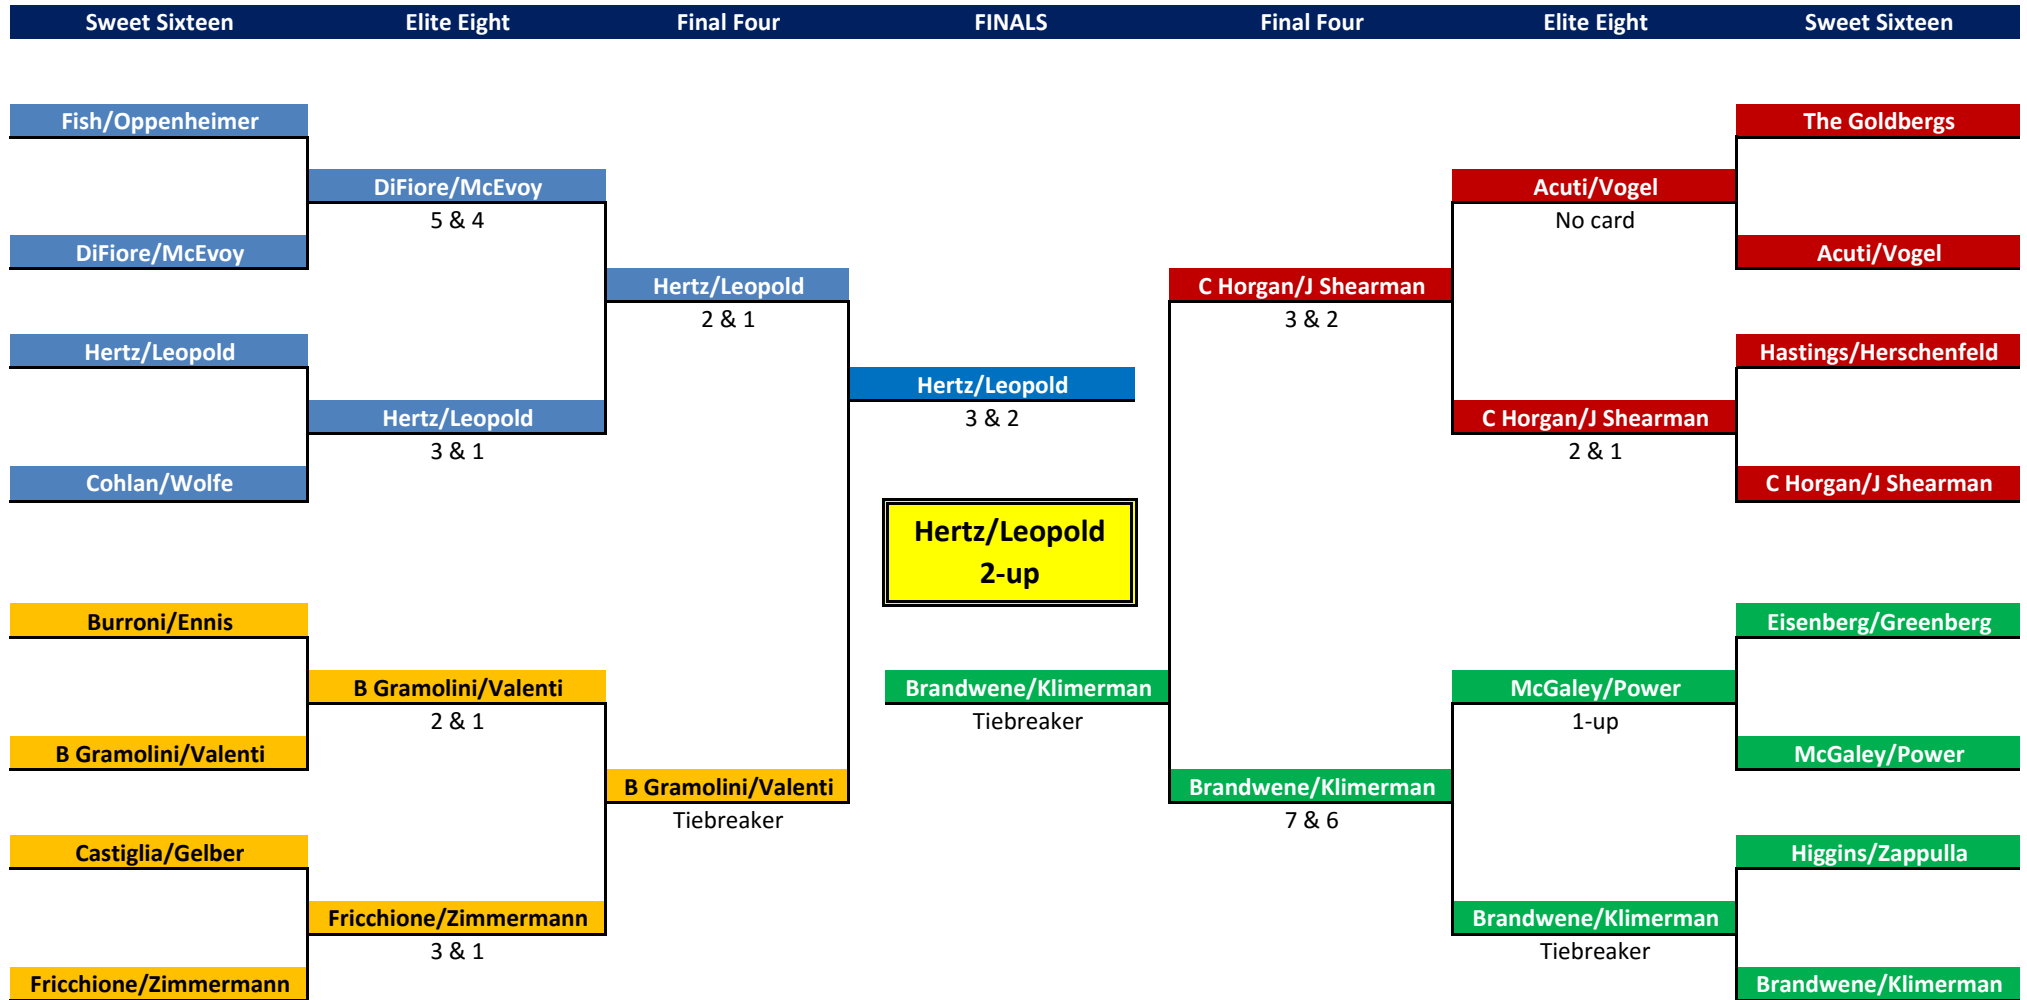 Sweet Sixteen Elite Eight Final Four FINALS Final Four Elite Eight Sweet Sixteen
Fish/Oppenheimer The Goldbergs
DiFiore/McEvoy Acuti/Vogel
5 & 4 No card
DiFiore/McEvoy Acuti/Vogel
Hertz/Leopold C Horgan/J Shearman
2 & 1 3 & 2
Hertz/Leopold Hastings/Herschenfeld
Hertz/Leopold
Hertz/Leopold 3 & 2 C Horgan/J Shearman
3 & 1 2 & 1
Cohlan/Wolfe C Horgan/J Shearman
Hertz/Leopold
2-up
Burroni/Ennis Eisenberg/Greenberg
B Gramolini/Valenti Brandwene/Klimerman McGaley/Power
2 & 1 Tiebreaker 1-up
B Gramolini/Valenti McGaley/Power
B Gramolini/Valenti Brandwene/Klimerman
Tiebreaker 7 & 6
Castiglia/Gelber Higgins/Zappulla
Fricchione/Zimmermann Brandwene/Klimerman
3 & 1 Tiebreaker
Fricchione/Zimmermann Brandwene/Klimerman